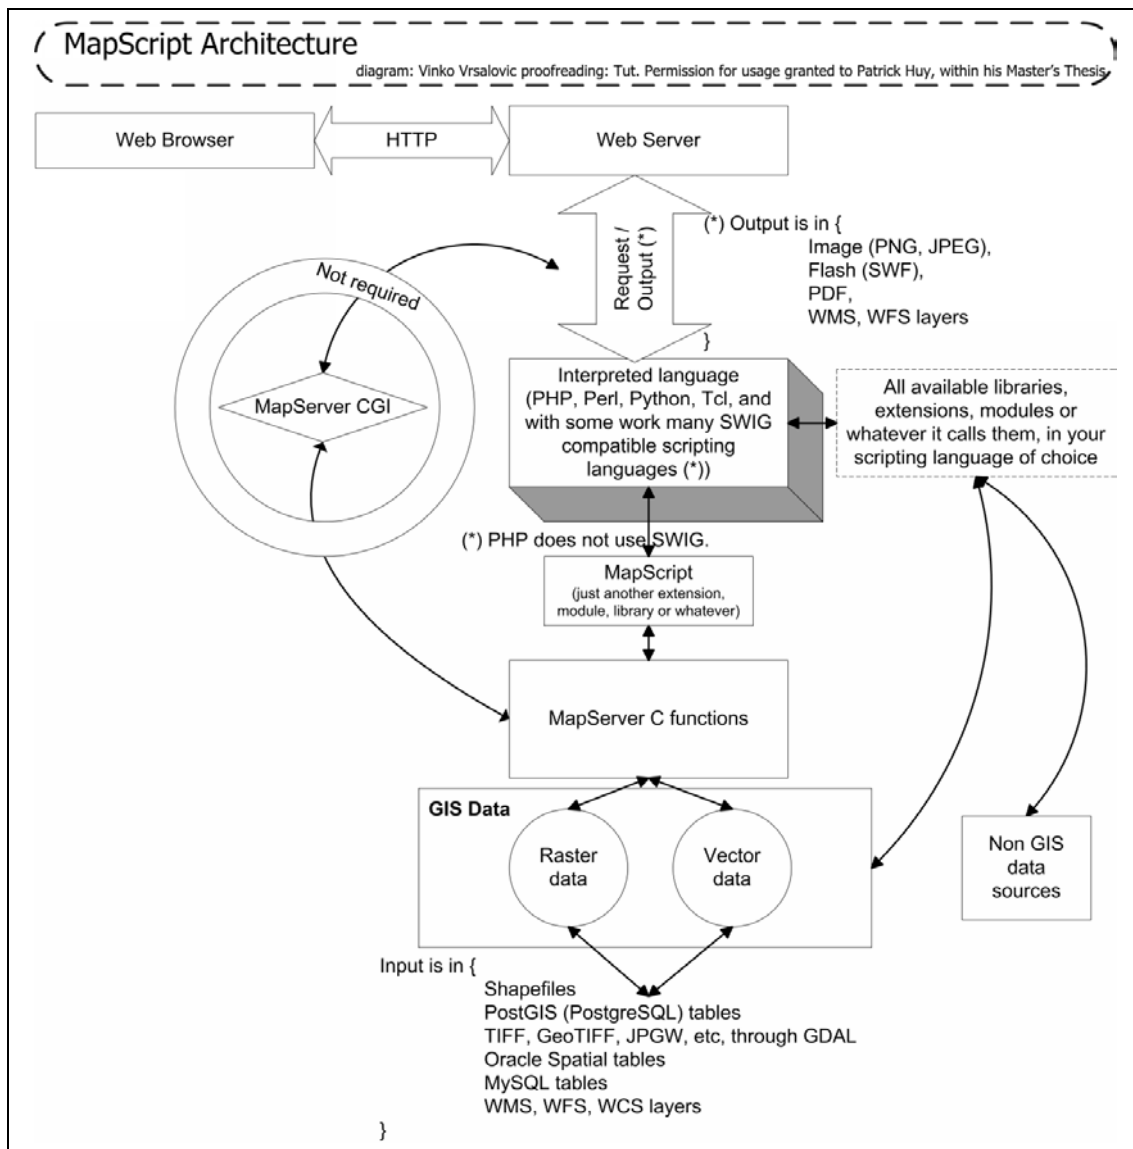 MapScript Architecture
diagram: Vinko Vrsalovic proofreading: Tut. Permission for usage granted to Patrick Huy, within his Master's Thesis
Web Browser
HTTP
Web Server
Request /
Output (*)
(*) Output is in {
Image (PNG, JPEG),
Flash (SWF),
PDF,
WMS, WFS layers
}
Not required
MapServer CGI
Interpreted language
(PHP, Perl, Python, Tcl, and
with some work many SWIG
compatible scripting
languages (*))
All available libraries,
extensions, modules or
whatever it calls them, in your
scripting language of choice
(*) PHP does not use SWIG.
MapScript
(just another extension,
module, library or whatever)
MapServer C functions
GIS Data
Raster
data
Vector
data
Non GIS
data
sources
Input is in {
Shapefiles
PostGIS (PostgreSQL) tables
TIFF, GeoTIFF, JPGW, etc, through GDAL
Oracle Spatial tables
MySQL tables
WMS, WFS, WCS layers
}